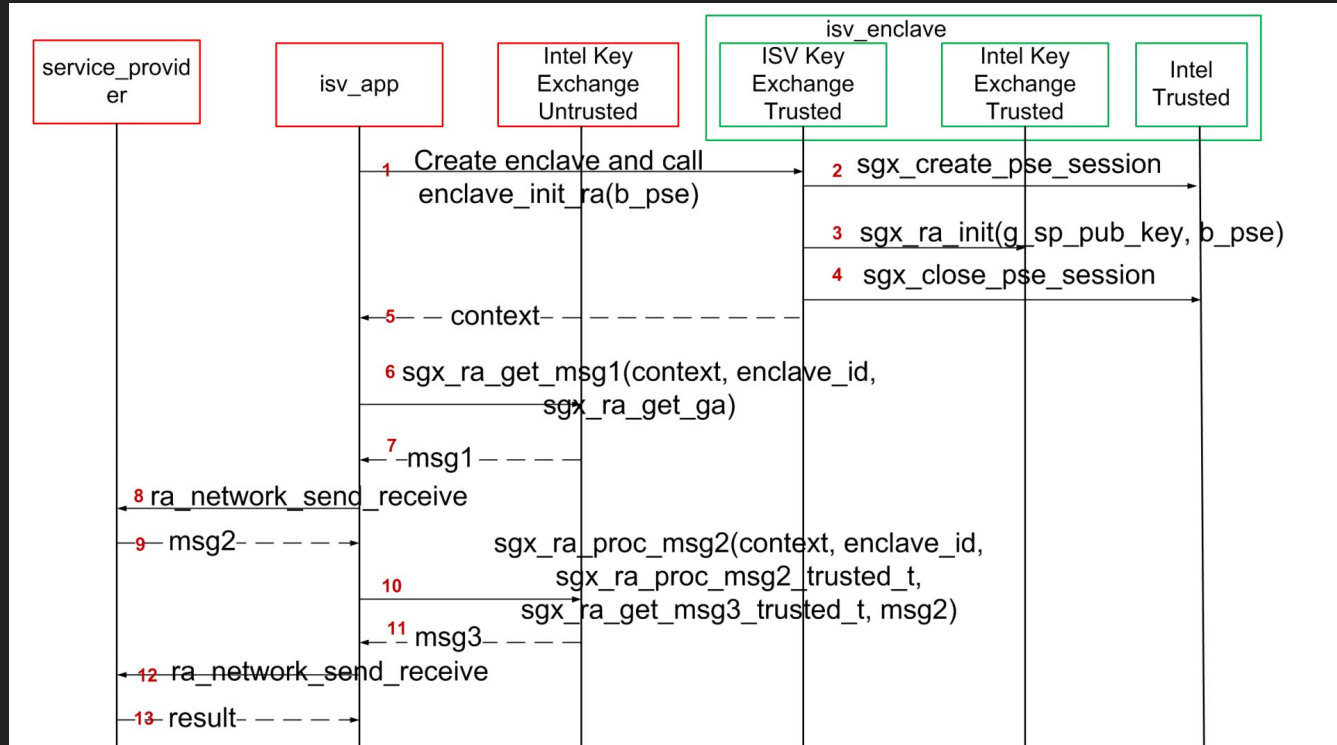 isv_enclave
service_provid
er
isv_app
Intel Key
Exchange
Untrusted
ISV Key
Exchange
Trusted
Intel Key
Exchange
Trusted
Intel
Trusted
1 Create enclave and call
enclave_init_ra(b_pse)
2 sgx_create_pse_session
3 sgx_ra_init(g_sp_pub_key, b_pse)
4 sgx_close_pse_session
5 context
6 sgx_ra_get_msg1(context, enclave_id,
sgx_ra_get_ga)
7 msg1
8 ra_network_send_receive
9 msg2
10 sgx_ra_proc_msg2(context, enclave_id,
sgx_ra_proc_msg2_trusted_t,
sgx_ra_get_msg3_trusted_t, msg2)
11 msg3
12 ra_network_send_receive
13 result